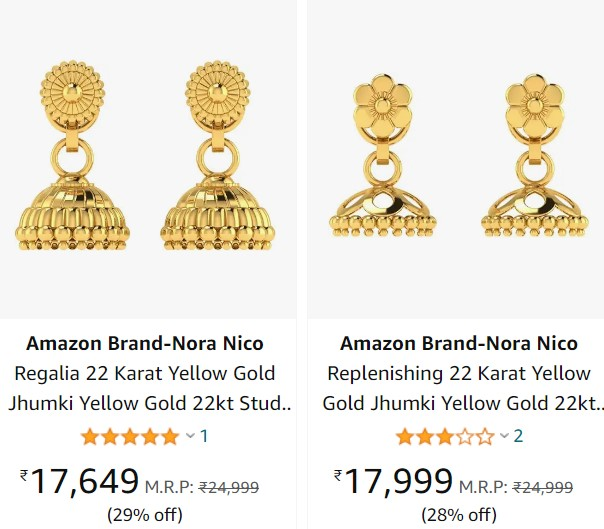 Amazon Brand-Nora Nico
Regalia 22 Karat Yellow Gold
Jhumki Yellow Gold 22kt Stud..
1
₹17,649 M.R.P: ₹24,999
(29% off)
Amazon Brand-Nora Nico
Replenishing 22 Karat Yellow
Gold Jhumki Yellow Gold 22kt..
2
₹17,999 M.R.P: ₹24,999
(28% off)